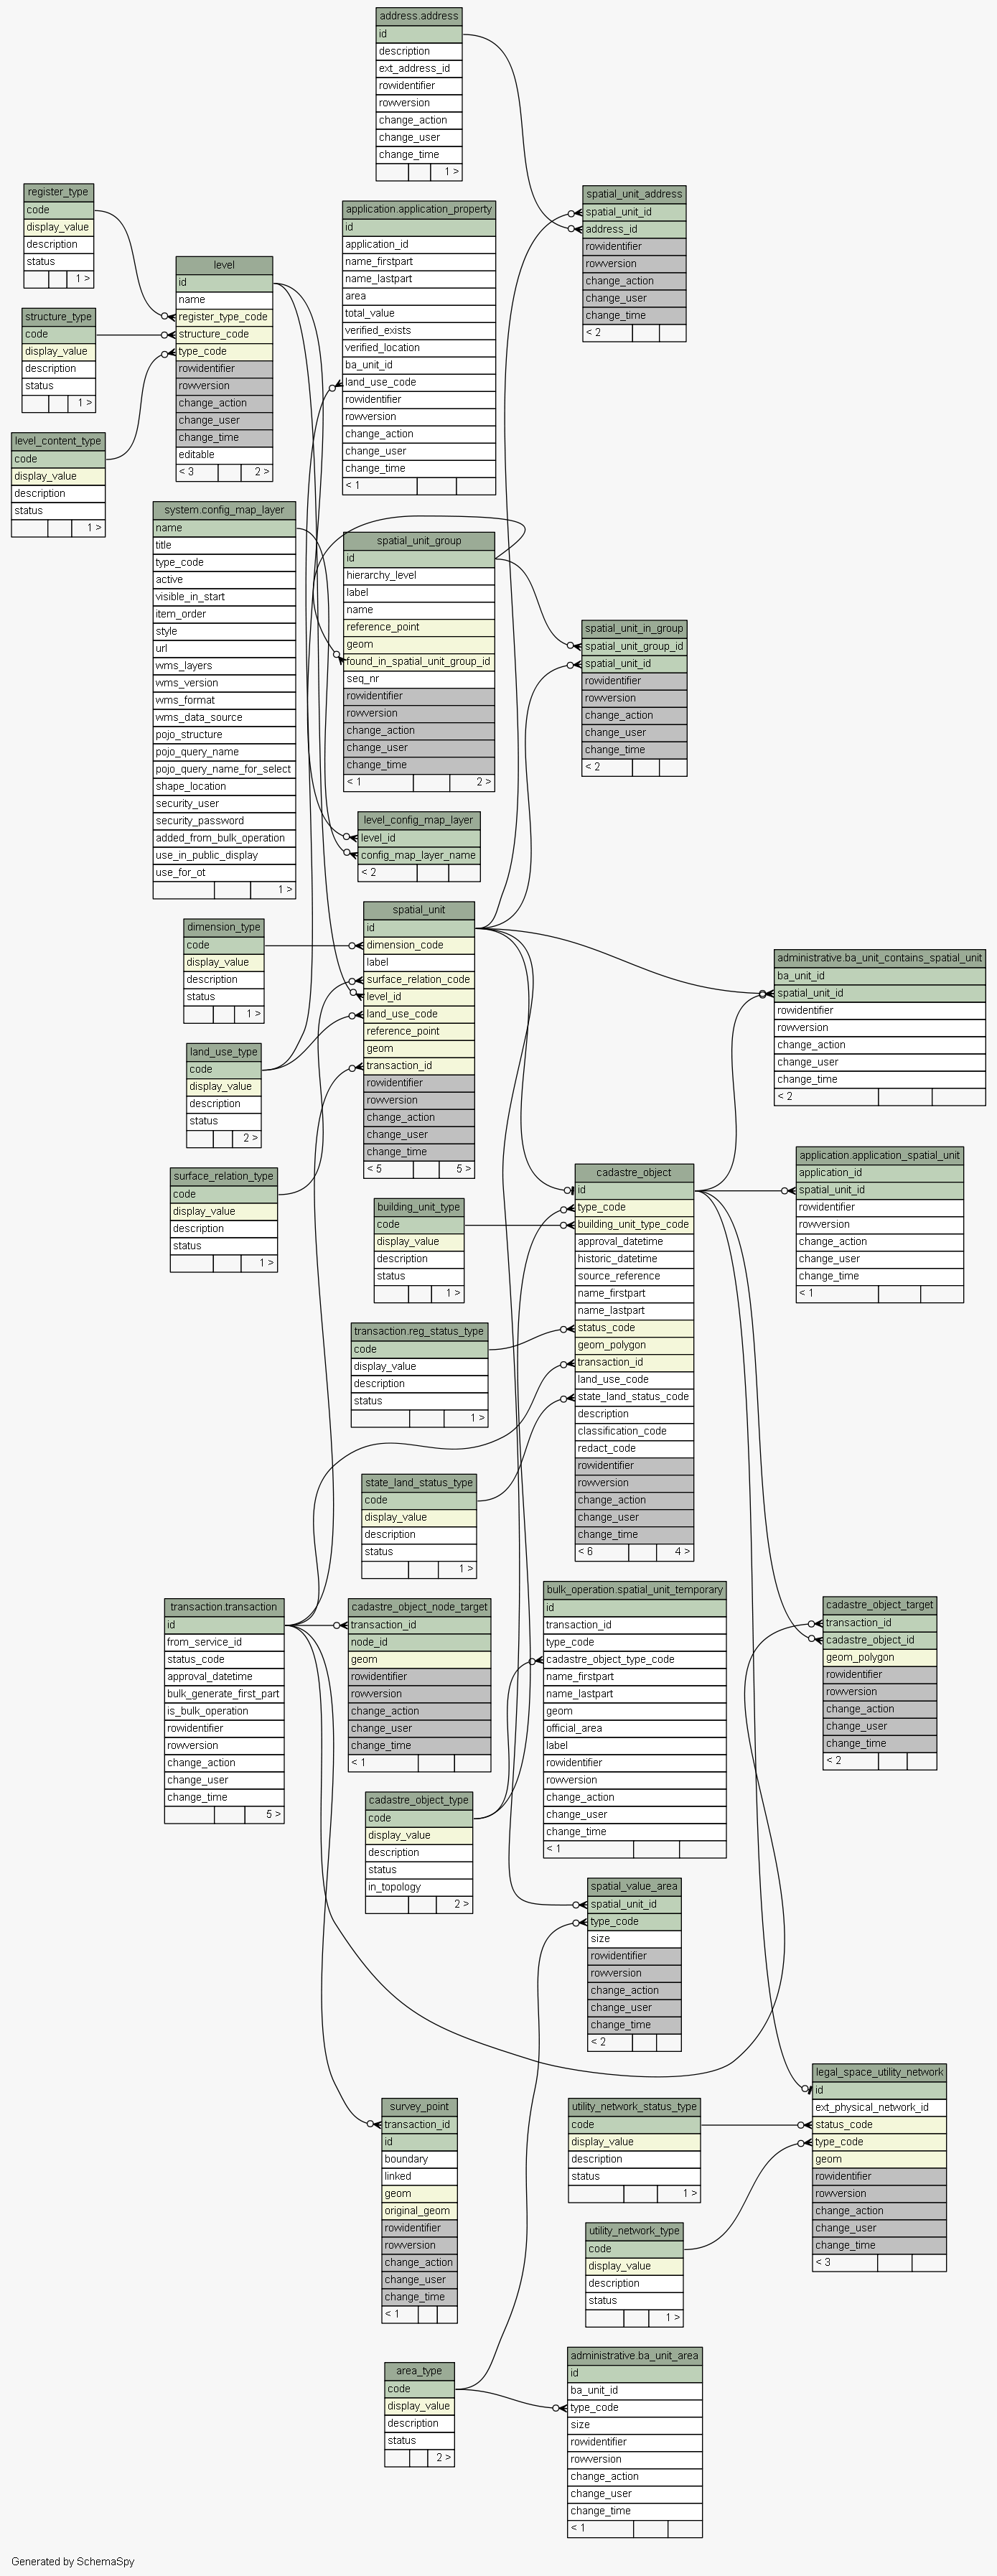 address.address
id
description
ext_address_id
rowidentifier
rowversion
change_action
change_user
change_time
1 >
register_type
code
display_value
description
status
1 >
spatial_unit_address
spatial_unit_id
address_id
rowidentifier
rowversion
change_action
change_user
change_time
< 2
application.application_property
id
application_id
name_firstpart
name_lastpart
area
total_value
verified_exists
verified_location
ba_unit_id
land_use_code
rowidentifier
rowversion
change_action
change_user
change_time
< 1
level
id
name
register_type_code
structure_code
type_code
rowidentifier
rowversion
change_action
change_user
change_time
editable
< 3 2 >
structure_type
code
display_value
description
status
1 >
level_content_type
code
display_value
description
status
1 >
system.config_map_layer
name
title
type_code
active
visible_in_start
item_order
style
url
wms_layers
wms_version
wms_format
wms_data_source
pojo_structure
pojo_query_name
pojo_query_name_for_select
shape_location
security_user
security_password
added_from_bulk_operation
use_in_public_display
use_for_ot
1 >
spatial_unit_group
id
hierarchy_level
label
name
reference_point
geom
found_in_spatial_unit_group_id
seq_nr
rowidentifier
rowversion
change_action
change_user
change_time
< 1 2 >
spatial_unit_in_group
spatial_unit_group_id
spatial_unit_id
rowidentifier
rowversion
change_action
change_user
change_time
< 2
level_config_map_layer
level_id
config_map_layer_name
< 2
spatial_unit
id
dimension_code
label
surface_relation_code
level_id
land_use_code
reference_point
geom
transaction_id
rowidentifier
rowversion
change_action
change_user
change_time
< 5 5 >
dimension_type
code
display_value
description
status
1 >
administrative.ba_unit_contains_spatial_unit
ba_unit_id
spatial_unit_id
rowidentifier
rowversion
change_action
change_user
change_time
< 2
land_use_type
code
display_value
description
status
2 >
application.application_spatial_unit
application_id
spatial_unit_id
rowidentifier
rowversion
change_action
change_user
change_time
< 1
surface_relation_type
code
display_value
description
status
1 >
cadastre_object
id
type_code
building_unit_type_code
approval_datetime
historic_datetime
source_reference
name_firstpart
name_lastpart
status_code
geom_polygon
transaction_id
land_use_code
state_land_status_code
description
classification_code
redact_code
rowidentifier
rowversion
change_action
change_user
change_time
< 6 4 >
building_unit_type
code
display_value
description
status
1 >
transaction.reg_status_type
code
display_value
description
status
1 >
state_land_status_type
code
display_value
description
status
1 >
bulk_operation.spatial_unit_temporary
id
transaction_id
type_code
cadastre_object_type_code
name_firstpart
name_lastpart
geom
official_area
label
rowidentifier
rowversion
change_action
change_user
change_time
< 1
transaction.transaction
id
from_service_id
status_code
approval_datetime
bulk_generate_first_part
is_bulk_operation
rowidentifier
rowversion
change_action
change_user
change_time
5 >
cadastre_object_node_target
transaction_id
node_id
geom
rowidentifier
rowversion
change_action
change_user
change_time
< 1
cadastre_object_target
transaction_id
cadastre_object_id
geom_polygon
rowidentifier
rowversion
change_action
change_user
change_time
< 2
cadastre_object_type
code
display_value
description
status
in_topology
2 >
spatial_value_area
spatial_unit_id
type_code
size
rowidentifier
rowversion
change_action
change_user
change_time
< 2
legal_space_utility_network
id
ext_physical_network_id
status_code
type_code
geom
rowidentifier
rowversion
change_action
change_user
change_time
< 3
survey_point
transaction_id
id
boundary
linked
geom
original_geom
rowidentifier
rowversion
change_action
change_user
change_time
< 1
utility_network_status_type
code
display_value
description
status
1 >
utility_network_type
code
display_value
description
status
1 >
administrative.ba_unit_area
id
ba_unit_id
type_code
size
rowidentifier
rowversion
change_action
change_user
change_time
< 1
area_type
code
display_value
description
status
2 >
Generated by SchemaSpy